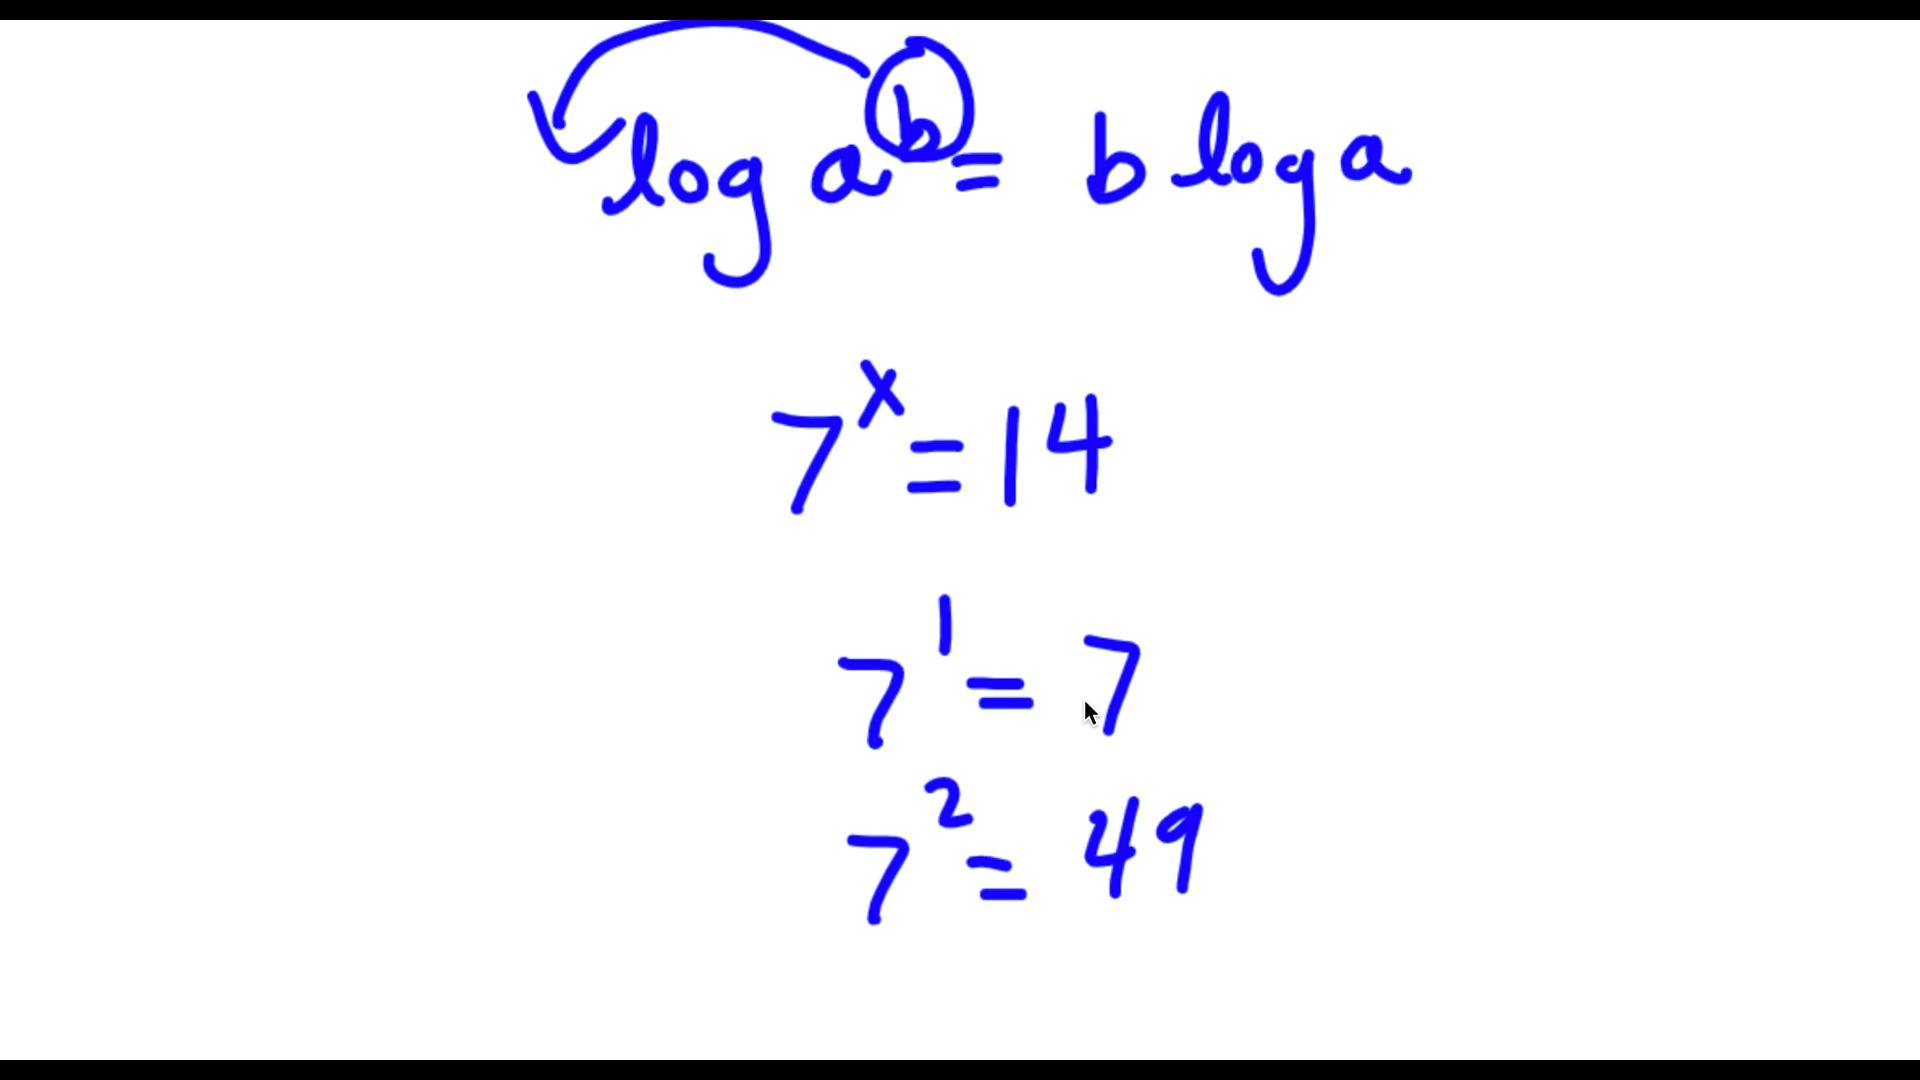 log a^b = b log a
7^x = 14
7^1 = 7
7^2 = 49